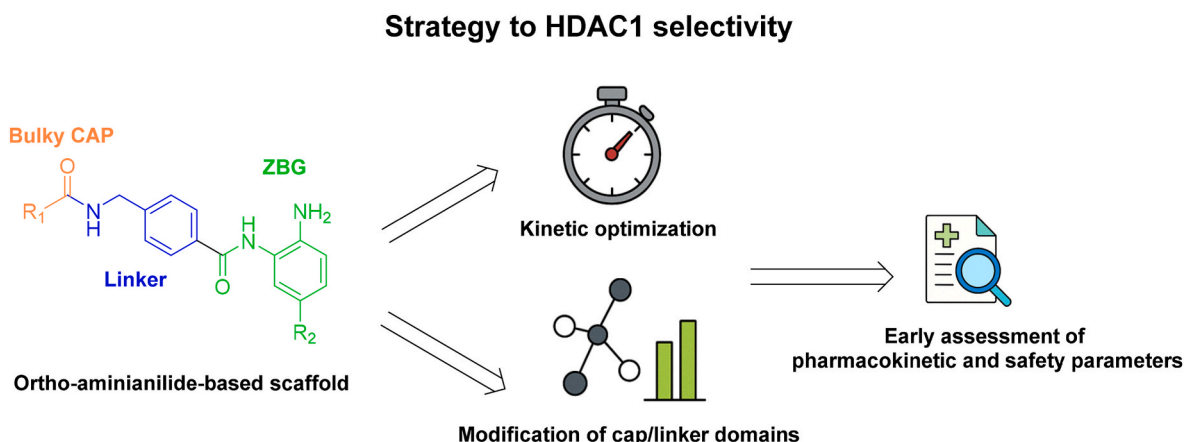 Strategy to HDAC1 selectivity
Bulky CAP
ZBG
O
R₁
N
H
H
N
NH₂
O
R₂
Linker
Ortho-aminianilide-based scaffold
Kinetic optimization
Modification of cap/linker domains
Early assessment of
pharmacokinetic and safety parameters